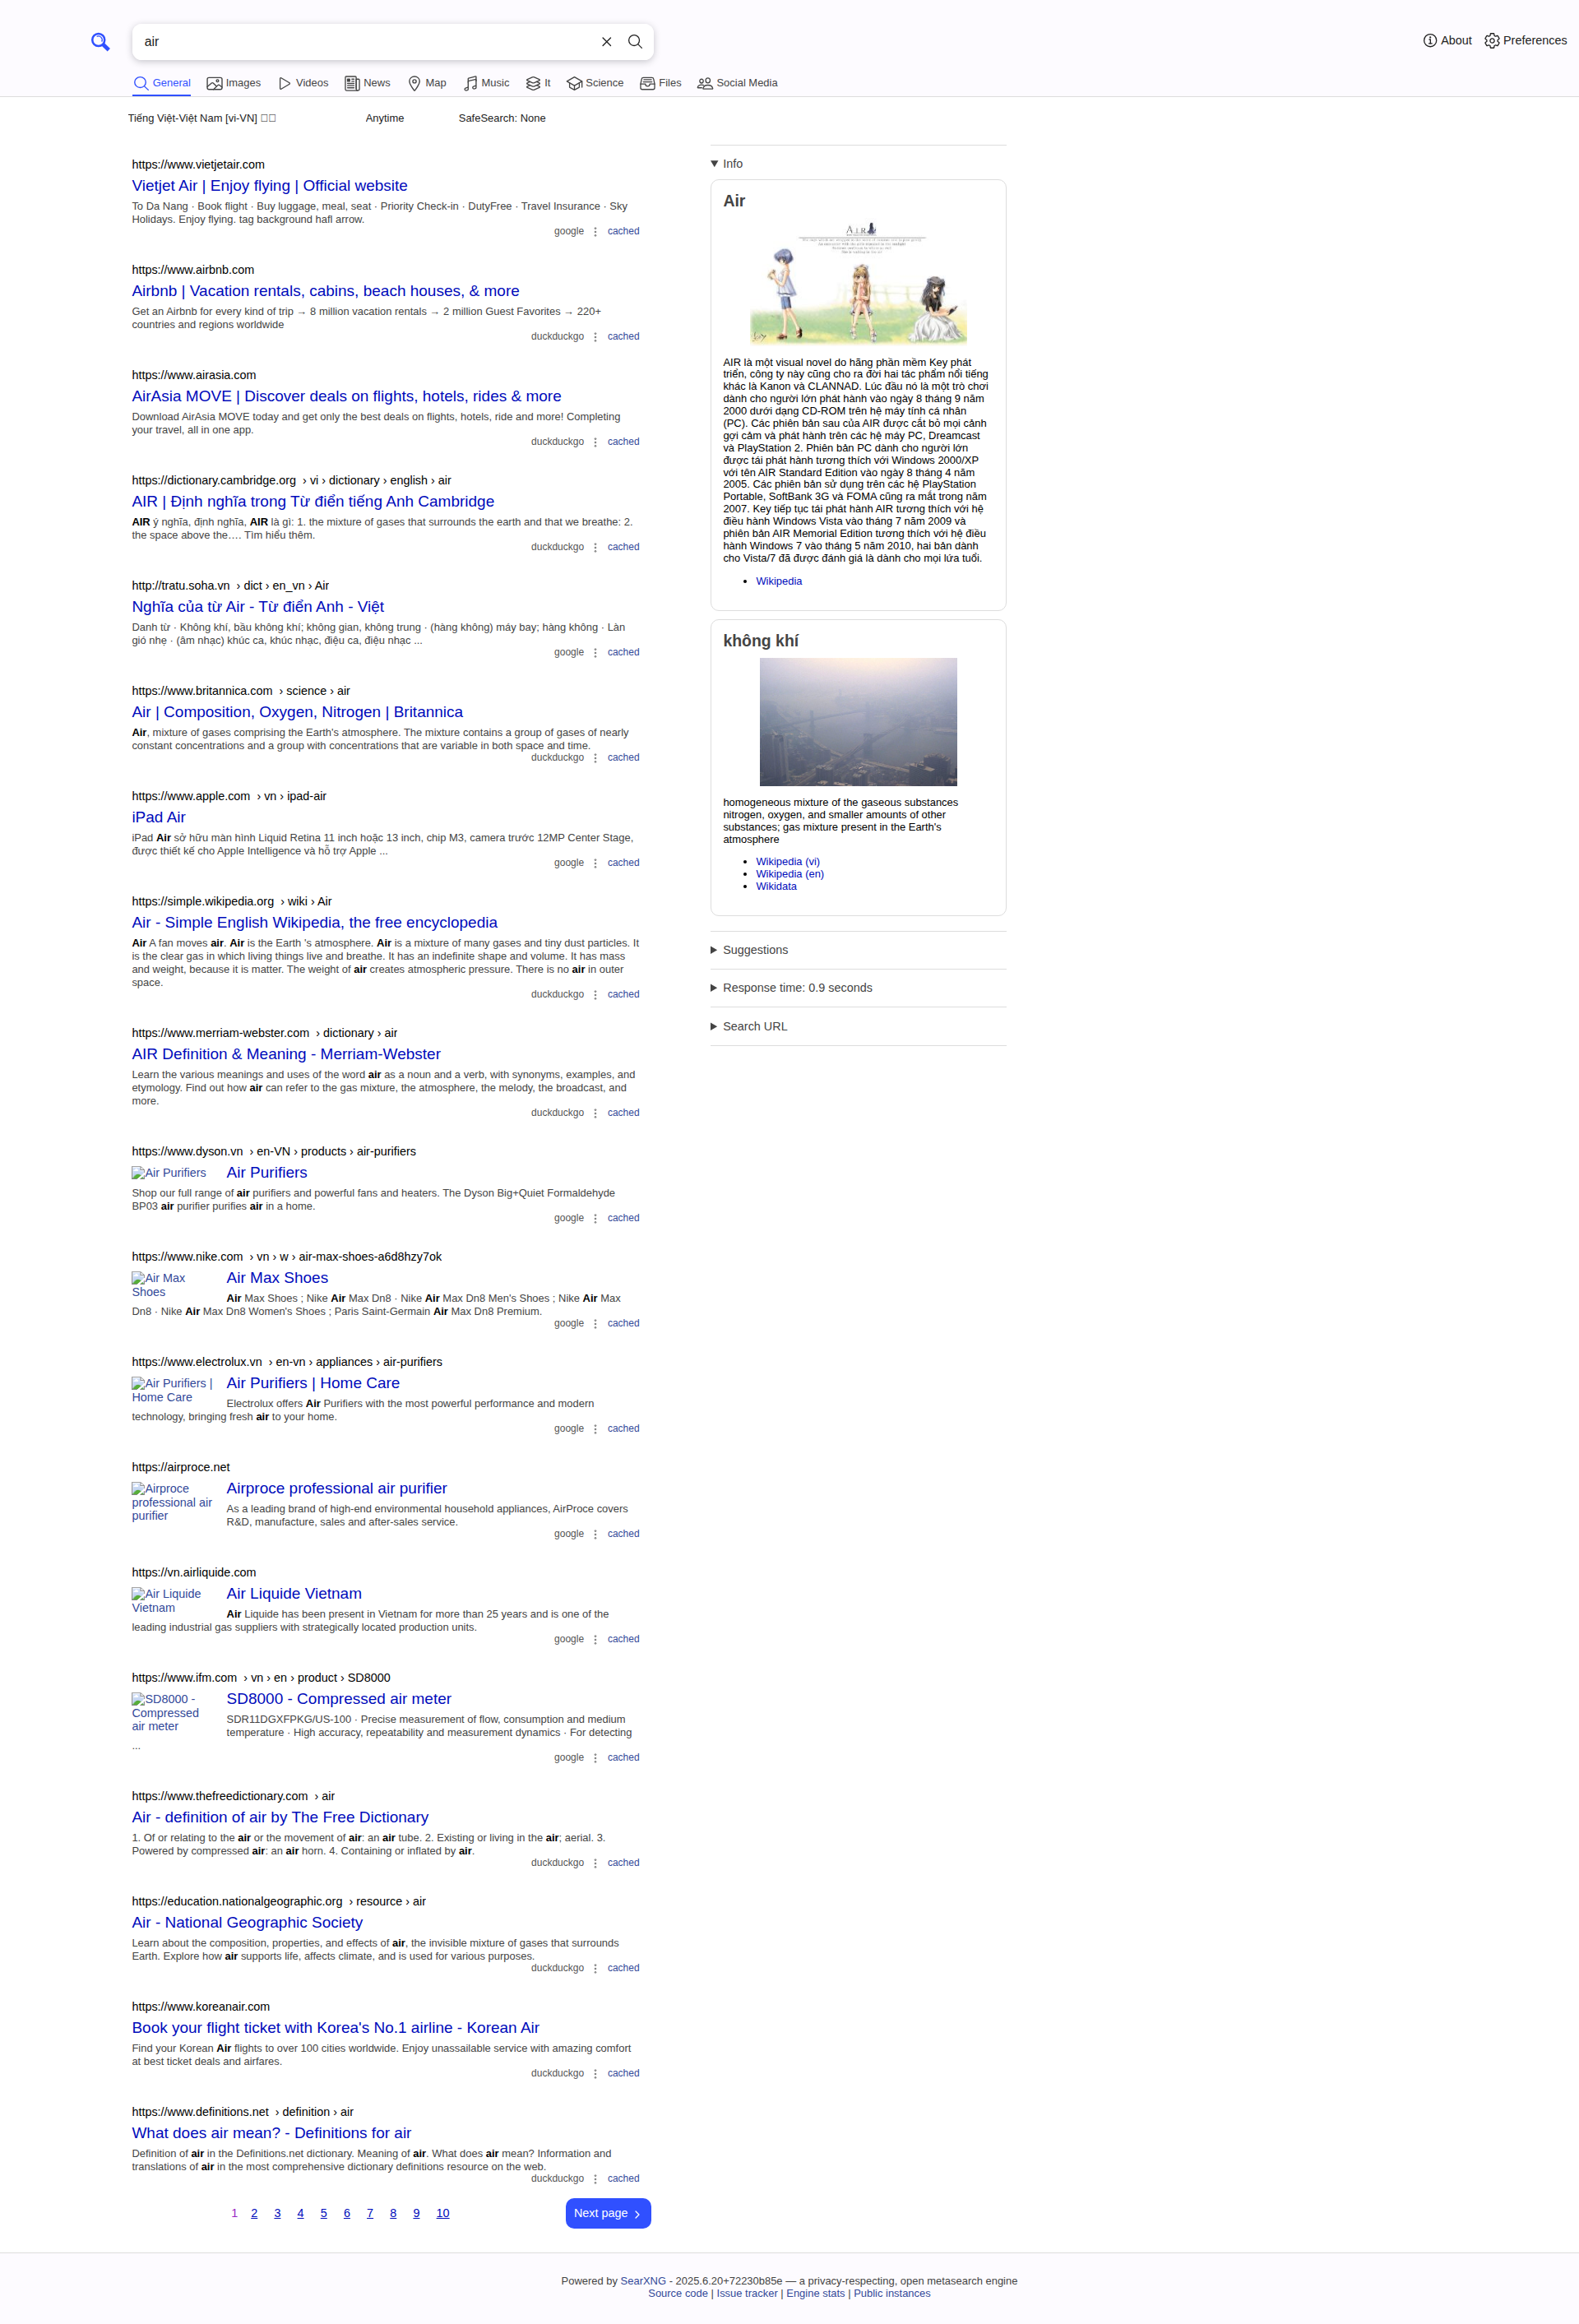 air
About
Preferences
General
Images
Videos
News
Map
Music
It
Science
Files
Social Media
Tiếng Việt-Việt Nam [vi-VN]
Anytime
SafeSearch: None
https://www.vietjetair.com
Vietjet Air | Enjoy flying | Official website
To Da Nang · Book flight · Buy luggage, meal, seat · Priority Check-in · DutyFree · Travel Insurance · Sky
Holidays. Enjoy flying. tag background hafl arrow.
google
cached
https://www.airbnb.com
Airbnb | Vacation rentals, cabins, beach houses, & more
Get an Airbnb for every kind of trip → 8 million vacation rentals → 2 million Guest Favorites → 220+
countries and regions worldwide
duckduckgo
cached
https://www.airasia.com
AirAsia MOVE | Discover deals on flights, hotels, rides & more
Download AirAsia MOVE today and get only the best deals on flights, hotels, ride and more! Completing
your travel, all in one app.
duckduckgo
cached
https://dictionary.cambridge.org › vi › dictionary › english › air
AIR | Định nghĩa trong Từ điển tiếng Anh Cambridge
AIR ý nghĩa, định nghĩa, AIR là gì: 1. the mixture of gases that surrounds the earth and that we breathe: 2.
the space above the…. Tìm hiểu thêm.
duckduckgo
cached
http://tratu.soha.vn › dict › en_vn › Air
Nghĩa của từ Air - Từ điển Anh - Việt
Danh từ · Không khí, bầu không khí; không gian, không trung · (hàng không) máy bay; hàng không · Làn
gió nhẹ · (âm nhạc) khúc ca, khúc nhạc, điệu ca, điệu nhạc ...
google
cached
https://www.britannica.com › science › air
Air | Composition, Oxygen, Nitrogen | Britannica
Air, mixture of gases comprising the Earth's atmosphere. The mixture contains a group of gases of nearly
constant concentrations and a group with concentrations that are variable in both space and time.
duckduckgo
cached
https://www.apple.com › vn › ipad-air
iPad Air
iPad Air sở hữu màn hình Liquid Retina 11 inch hoặc 13 inch, chip M3, camera trước 12MP Center Stage,
được thiết kế cho Apple Intelligence và hỗ trợ Apple ...
google
cached
https://simple.wikipedia.org › wiki › Air
Air - Simple English Wikipedia, the free encyclopedia
Air A fan moves air. Air is the Earth 's atmosphere. Air is a mixture of many gases and tiny dust particles. It
is the clear gas in which living things live and breathe. It has an indefinite shape and volume. It has mass
and weight, because it is matter. The weight of air creates atmospheric pressure. There is no air in outer
space.
duckduckgo
cached
https://www.merriam-webster.com › dictionary › air
AIR Definition & Meaning - Merriam-Webster
Learn the various meanings and uses of the word air as a noun and a verb, with synonyms, examples, and
etymology. Find out how air can refer to the gas mixture, the atmosphere, the melody, the broadcast, and
more.
duckduckgo
cached
https://www.dyson.vn › en-VN › products › air-purifiers
Air Purifiers
Air Purifiers
Shop our full range of air purifiers and powerful fans and heaters. The Dyson Big+Quiet Formaldehyde
BP03 air purifier purifies air in a home.
google
cached
https://www.nike.com › vn › w › air-max-shoes-a6d8hzy7ok
Air Max
Shoes
Air Max Shoes
Air Max Shoes ; Nike Air Max Dn8 · Nike Air Max Dn8 Men's Shoes ; Nike Air Max
Dn8 · Nike Air Max Dn8 Women's Shoes ; Paris Saint-Germain Air Max Dn8 Premium.
google
cached
https://www.electrolux.vn › en-vn › appliances › air-purifiers
Air Purifiers |
Home Care
Air Purifiers | Home Care
Electrolux offers Air Purifiers with the most powerful performance and modern
technology, bringing fresh air to your home.
google
cached
https://airproce.net
Airproce
professional air
purifier
Airproce professional air purifier
As a leading brand of high-end environmental household appliances, AirProce covers
R&D, manufacture, sales and after-sales service.
google
cached
https://vn.airliquide.com
Air Liquide
Vietnam
Air Liquide Vietnam
Air Liquide has been present in Vietnam for more than 25 years and is one of the
leading industrial gas suppliers with strategically located production units.
google
cached
https://www.ifm.com › vn › en › product › SD8000
SD8000 -
Compressed
air meter
SD8000 - Compressed air meter
SDR11DGXFPKG/US-100 · Precise measurement of flow, consumption and medium
temperature · High accuracy, repeatability and measurement dynamics · For detecting
...
google
cached
https://www.thefreedictionary.com › air
Air - definition of air by The Free Dictionary
1. Of or relating to the air or the movement of air: an air tube. 2. Existing or living in the air; aerial. 3.
Powered by compressed air: an air horn. 4. Containing or inflated by air.
duckduckgo
cached
https://education.nationalgeographic.org › resource › air
Air - National Geographic Society
Learn about the composition, properties, and effects of air, the invisible mixture of gases that surrounds
Earth. Explore how air supports life, affects climate, and is used for various purposes.
duckduckgo
cached
https://www.koreanair.com
Book your flight ticket with Korea's No.1 airline - Korean Air
Find your Korean Air flights to over 100 cities worldwide. Enjoy unassailable service with amazing comfort
at best ticket deals and airfares.
duckduckgo
cached
https://www.definitions.net › definition › air
What does air mean? - Definitions for air
Definition of air in the Definitions.net dictionary. Meaning of air. What does air mean? Information and
translations of air in the most comprehensive dictionary definitions resource on the web.
duckduckgo
cached
1 2 3 4 5 6 7 8 9 10
Next page
Info
Air
AIR
AIR là một visual novel do hãng phần mềm Key phát
triển, công ty này cũng cho ra đời hai tác phẩm nổi tiếng
khác là Kanon và CLANNAD. Lúc đầu nó là một trò chơi
dành cho người lớn phát hành vào ngày 8 tháng 9 năm
2000 dưới dạng CD-ROM trên hệ máy tính cá nhân
(PC). Các phiên bản sau của AIR được cắt bỏ mọi cảnh
gợi cảm và phát hành trên các hệ máy PC, Dreamcast
và PlayStation 2. Phiên bản PC dành cho người lớn
được tái phát hành tương thích với Windows 2000/XP
với tên AIR Standard Edition vào ngày 8 tháng 4 năm
2005. Các phiên bản sử dụng trên các hệ PlayStation
Portable, SoftBank 3G và FOMA cũng ra mắt trong năm
2007. Key tiếp tục tái phát hành AIR tương thích với hệ
điều hành Windows Vista vào tháng 7 năm 2009 và
phiên bản AIR Memorial Edition tương thích với hệ điều
hành Windows 7 vào tháng 5 năm 2010, hai bản dành
cho Vista/7 đã được đánh giá là dành cho mọi lứa tuổi.
Wikipedia
không khí
homogeneous mixture of the gaseous substances
nitrogen, oxygen, and smaller amounts of other
substances; gas mixture present in the Earth's
atmosphere
Wikipedia (vi)
Wikipedia (en)
Wikidata
Suggestions
Response time: 0.9 seconds
Search URL
Powered by SearXNG - 2025.6.20+72230b85e — a privacy-respecting, open metasearch engine
Source code | Issue tracker | Engine stats | Public instances